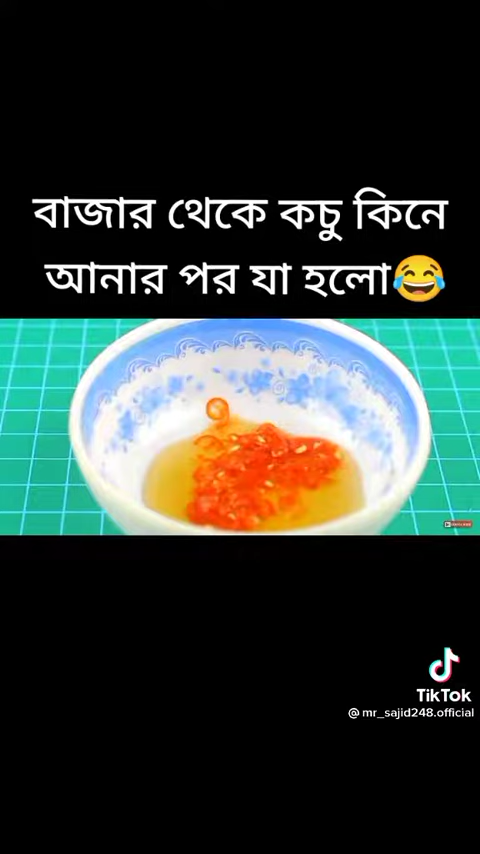 বাজার থেকে কচু কিনে
আনার পর যা হলো😂
TikTok
@ mr_sajid248.official